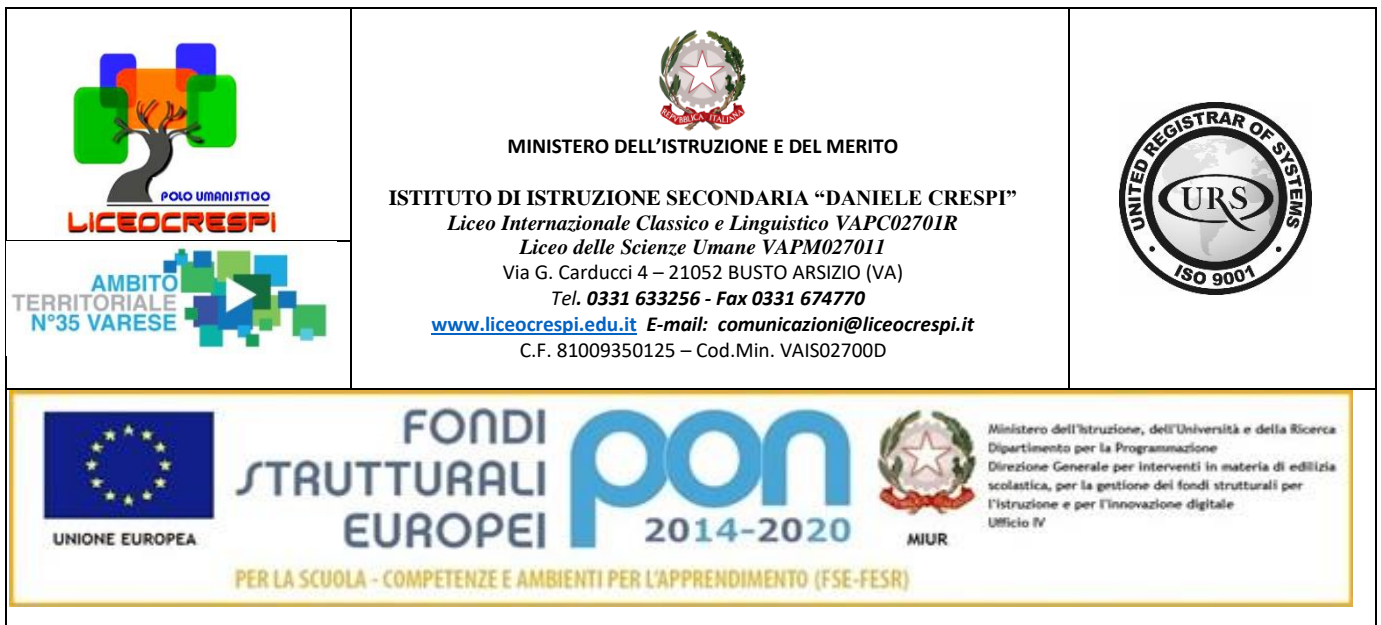 POLO UMANISTICO
LICEOCRESPI
AMBITO
TERRITORIALE
N°35 VARESE
REPVBBLICA ITALIANA
MINISTERO DELL’ISTRUZIONE E DEL MERITO
ISTITUTO DI ISTRUZIONE SECONDARIA “DANIELE CRESPI”
Liceo Internazionale Classico e Linguistico VAPC02701R
Liceo delle Scienze Umane VAPM027011
Via G. Carducci 4 – 21052 BUSTO ARSIZIO (VA)
Tel. 0331 633256 - Fax 0331 674770
www.liceocrespi.edu.it E-mail: comunicazioni@liceocrespi.it
C.F. 81009350125 – Cod.Min. VAIS02700D
UNITED REGISTRAR OF SYSTEMS
URS
ISO 9001
UNIONE EUROPEA
FONDI
STRUTTURALI
EUROPEI
pon
2014-2020
MIUR
Ministero dell'Istruzione, dell'Università e della Ricerca
Dipartimento per la Programmazione
Direzione Generale per interventi in materia di edilizia
scolastica, per la gestione dei fondi strutturali per
l'istruzione e per l'innovazione digitale
Ufficio IV
PER LA SCUOLA - COMPETENZE E AMBIENTI PER L'APPRENDIMENTO (FSE-FESR)